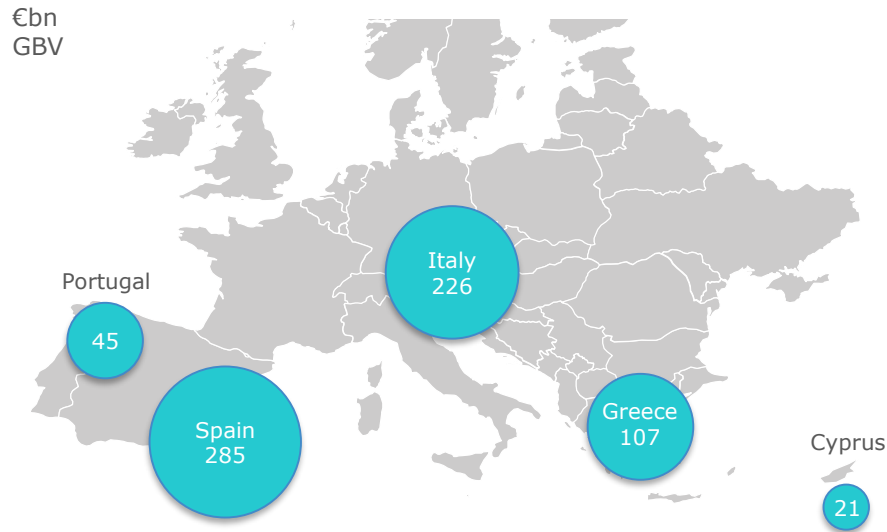 €bn
GBV
Italy
226
Portugal
45
Spain
285
Greece
107
Cyprus
21